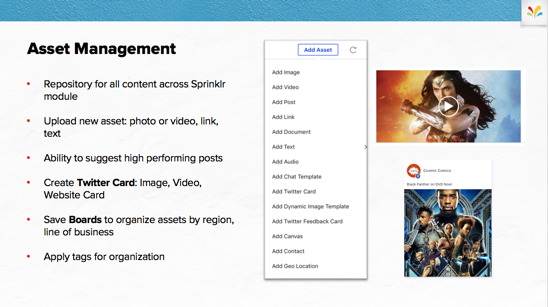 Asset Management
• Repository for all content across Sprinklr
module
• Upload new asset: photo or video, link,
text
• Ability to suggest high performing posts
• Create Twitter Card: Image, Video,
Website Card
• Save Boards to organize assets by region,
line of business
• Apply tags for organization
Add Asset
Add Image
Add Video
Add Post
Add Link
Add Document
Add Text
Add Audio
Add Chat Template
Add Twitter Card
Add Dynamic Image Template
Add Twitter Feedback Card
Add Canvas
Add Contact
Add Geo Location
Cosmic Comics
Black Panther on DVD Now!